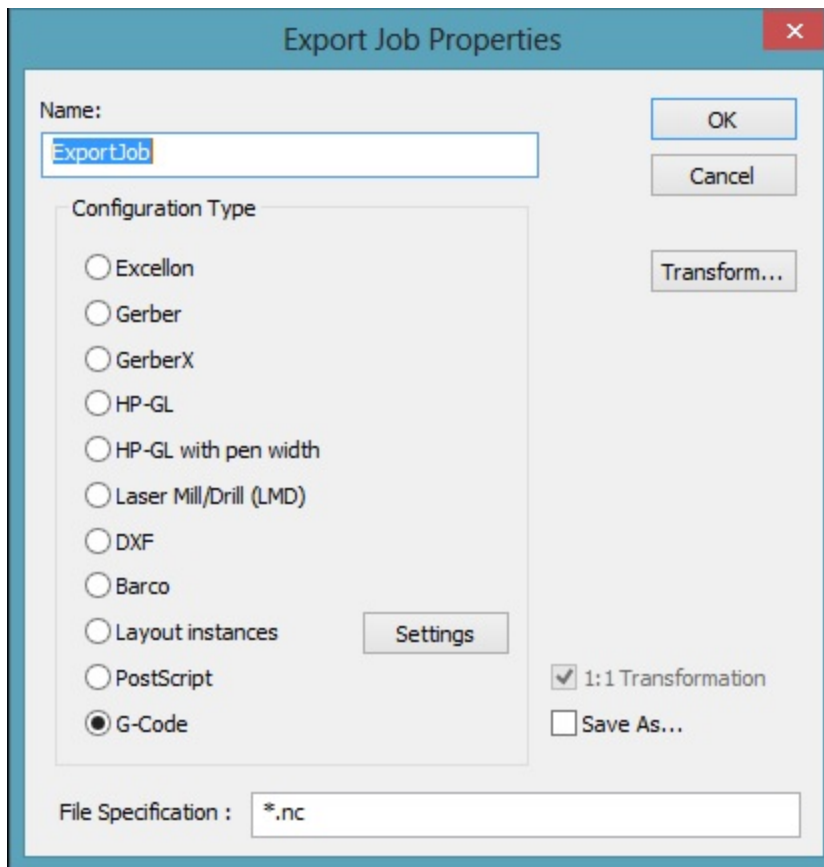 Export Job Properties
Name:
OK
ExportJob
Cancel
Configuration Type
Excellon
Transform...
Gerber
GerberX
HP-GL
HP-GL with pen width
Laser Mill/Drill (LMD)
DXF
Barco
Layout instances
Settings
PostScript
1:1 Transformation
G-Code
Save As...
File Specification :
*.nc